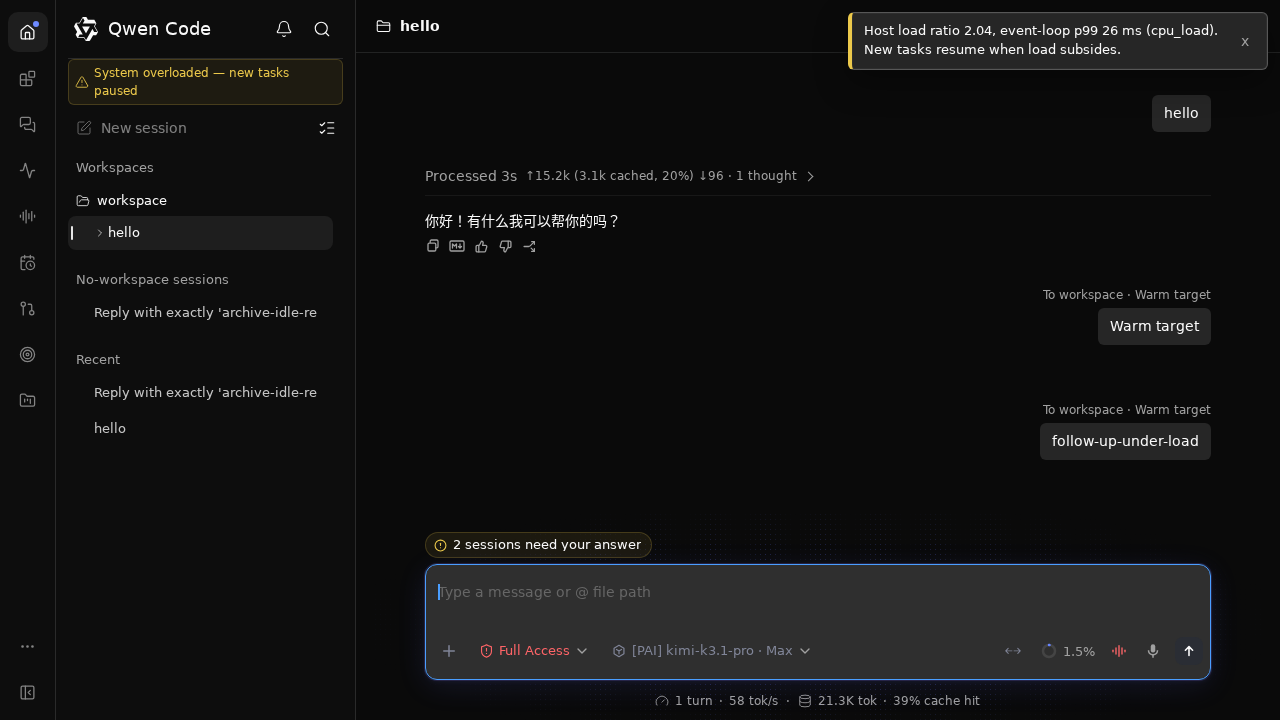 Qwen Code
System overloaded — new tasks
paused
New session
Workspaces
workspace
hello
No-workspace sessions
Reply with exactly 'archive-idle-re
Recent
Reply with exactly 'archive-idle-re
hello
hello
Host load ratio 2.04, event-loop p99 26 ms (cpu_load).
New tasks resume when load subsides.
x
hello
Processed 3s ↑15.2k (3.1k cached, 20%) ↓96 · 1 thought
你好！有什么我可以帮你的吗？
To workspace · Warm target
Warm target
To workspace · Warm target
follow-up-under-load
2 sessions need your answer
Type a message or @ file path
Full Access
[PAI] kimi-k3.1-pro · Max
1.5%
1 turn · 58 tok/s · 21.3K tok · 39% cache hit